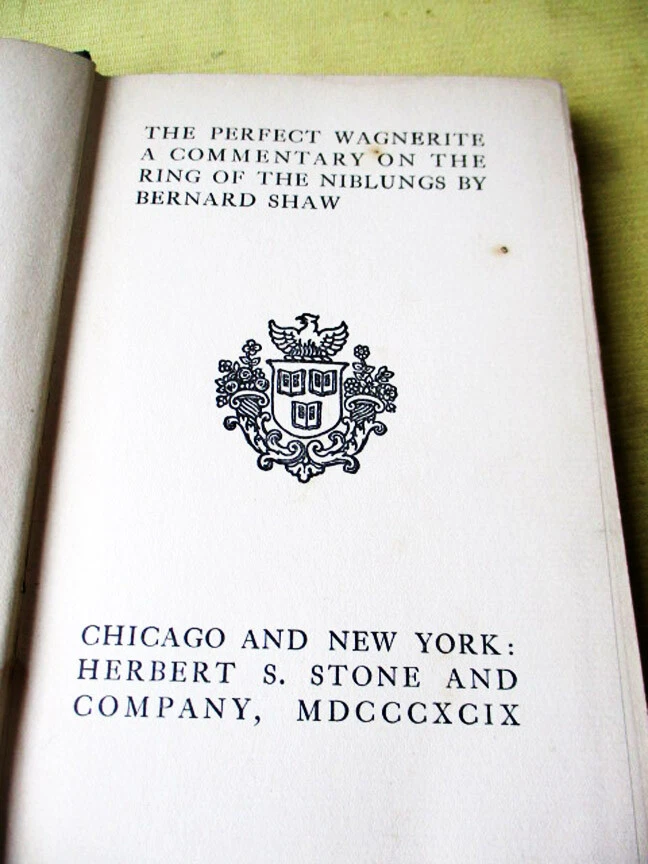 THE PERFECT WAGNERITE
A COMMENTARY ON THE
RING OF THE NIBLUNGS BY
BERNARD SHAW
CHICAGO AND NEW YORK:
HERBERT S. STONE AND
COMPANY, MDCCCXCIX